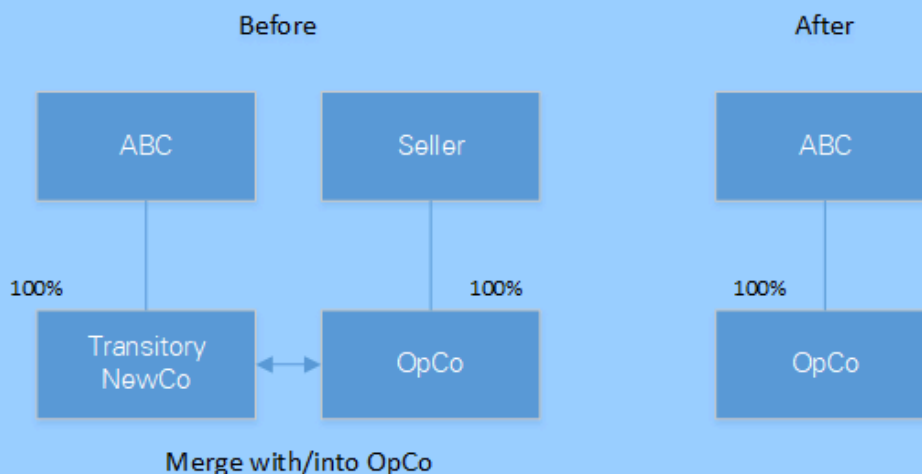 Before
After
ABC
Seller
ABC
100%
100%
100%
Transitory
NewCo
OpCo
OpCo
Merge with/into OpCo